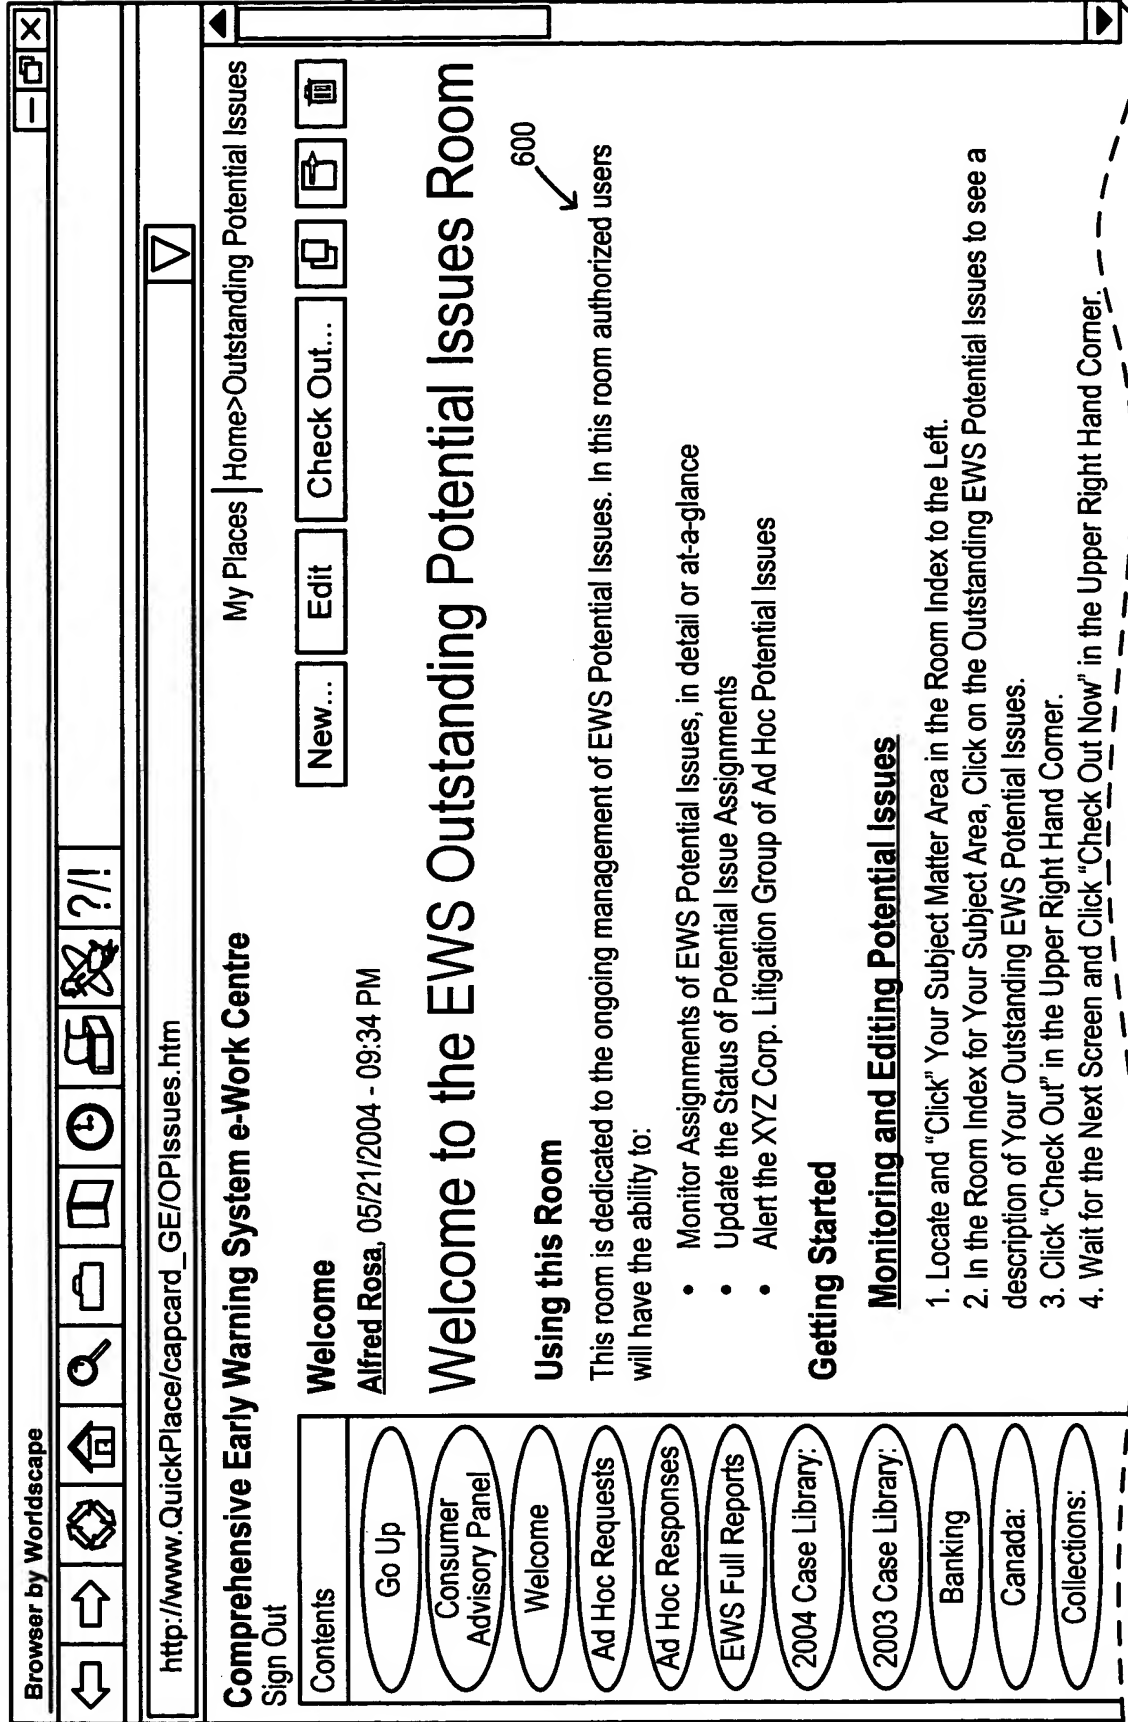 Browser by Worldscape
?/!
http://www.QuickPlace/capcard_GE/OPIssues.htm
Comprehensive Early Warning System e-Work Centre
Sign Out
My Places | Home>Outstanding Potential Issues
Contents
Go Up
Consumer
Advisory Panel
Welcome
Ad Hoc Requests
Ad Hoc Responses
EWS Full Reports
2004 Case Library:
2003 Case Library:
Banking
Canada:
Collections:
Welcome
New...
Edit
Check Out...
Alfred Rosa, 05/21/2004 - 09:34 PM
Welcome to the EWS Outstanding Potential Issues Room
600
Using this Room
This room is dedicated to the ongoing management of EWS Potential Issues. In this room authorized users
will have the ability to:
• Monitor Assignments of EWS Potential Issues, in detail or at-a-glance
• Update the Status of Potential Issue Assignments
• Alert the XYZ Corp. Litigation Group of Ad Hoc Potential Issues
Getting Started
Monitoring and Editing Potential Issues
1. Locate and “Click” Your Subject Matter Area in the Room Index to the Left.
2. In the Room Index for Your Subject Area, Click on the Outstanding EWS Potential Issues to see a
description of Your Outstanding EWS Potential Issues.
3. Click “Check Out” in the Upper Right Hand Corner.
4. Wait for the Next Screen and Click “Check Out Now” in the Upper Right Hand Corner.